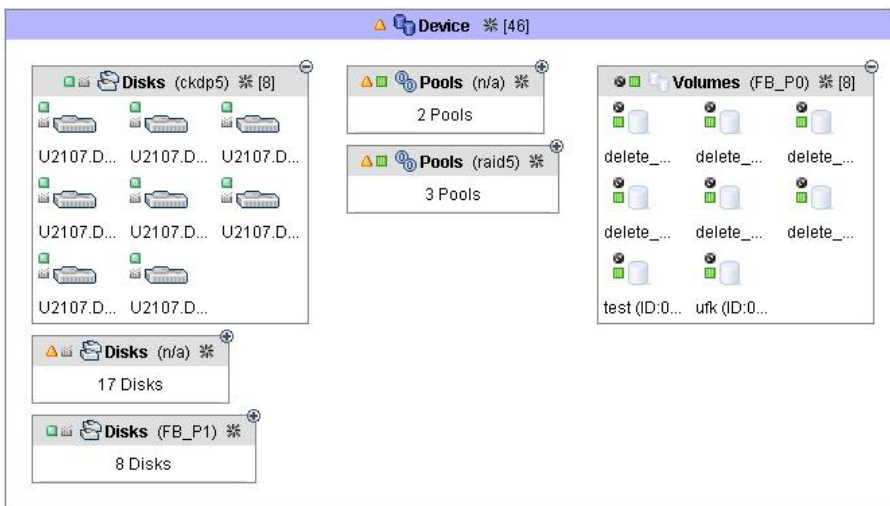 Device [46]
Disks (ckdp5) [8]
U2107.D... U2107.D... U2107.D...
U2107.D... U2107.D... U2107.D...
U2107.D... U2107.D...
Disks (n/a)
17 Disks
Disks (FB_P1)
8 Disks
Pools (n/a)
2 Pools
Pools (raid5)
3 Pools
Volumes (FB_P0) [8]
delete_... delete_... delete_...
delete_... delete_... delete_...
test (ID:0... ufk (ID:0...